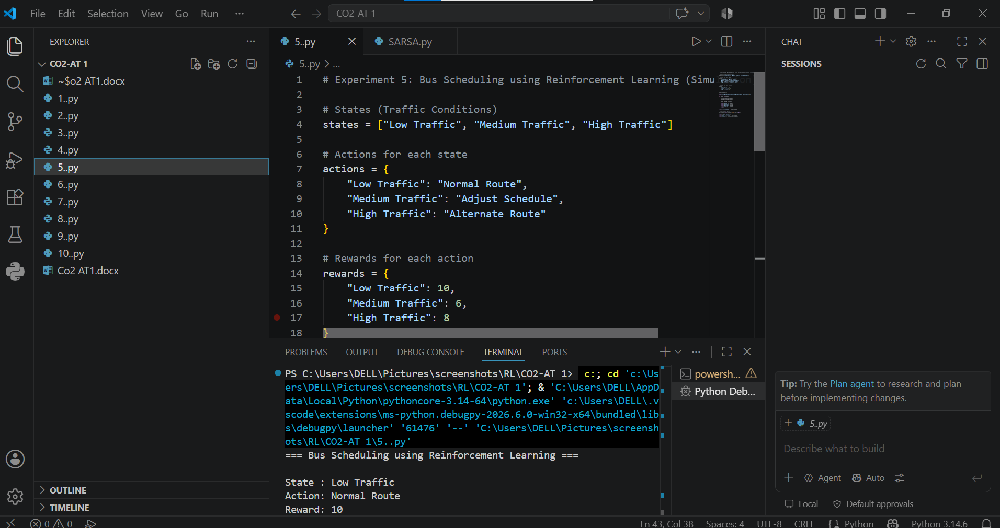 File Edit Selection View Go Run ...
CO2-AT 1
EXPLORER
CO2-AT 1
~$o2 AT1.docx
1..py
2..py
3..py
4..py
5..py
6..py
7..py
8..py
9..py
10..py
Co2 AT1.docx
OUTLINE
TIMELINE
5..py
SARSA.py
5..py > ...
1 # Experiment 5: Bus Scheduling using Reinforcement Learning (Simu
2
3 # States (Traffic Conditions)
4 states = ["Low Traffic", "Medium Traffic", "High Traffic"]
5
6 # Actions for each state
7 actions = {
8 "Low Traffic": "Normal Route",
9 "Medium Traffic": "Adjust Schedule",
10 "High Traffic": "Alternate Route"
11 }
12
13 # Rewards for each action
14 rewards = {
15 "Low Traffic": 10,
16 "Medium Traffic": 6,
17 "High Traffic": 8
18 }
PROBLEMS OUTPUT DEBUG CONSOLE TERMINAL PORTS
PS C:\Users\DELL\Pictures\screenshots\RL\CO2-AT 1> c:; cd 'c:\Us
ers\DELL\Pictures\screenshots\RL\CO2-AT 1'; & 'C:\Users\DELL\AppD
ata\Local\Python\pythoncore-3.14-64\python.exe' 'c:\Users\DELL\.v
scode\extensions\ms-python.debugpy-2026.6.0-win32-x64\bundled\lib
s\debugpy\launcher' '61476' '--' 'C:\Users\DELL\Pictures\screensh
ots\RL\CO2-AT 1\5..py'
=== Bus Scheduling using Reinforcement Learning ===
State : Low Traffic
Action: Normal Route
Reward: 10
powersh...
Python Deb...
CHAT
SESSIONS
Tip: Try the Plan agent to research and plan
before implementing changes.
5..py
Describe what to build
Agent Auto
Local Default approvals
0 0
Ln 43, Col 38 Spaces: 4 UTF-8 CRLF { } Python Python 3.14.6